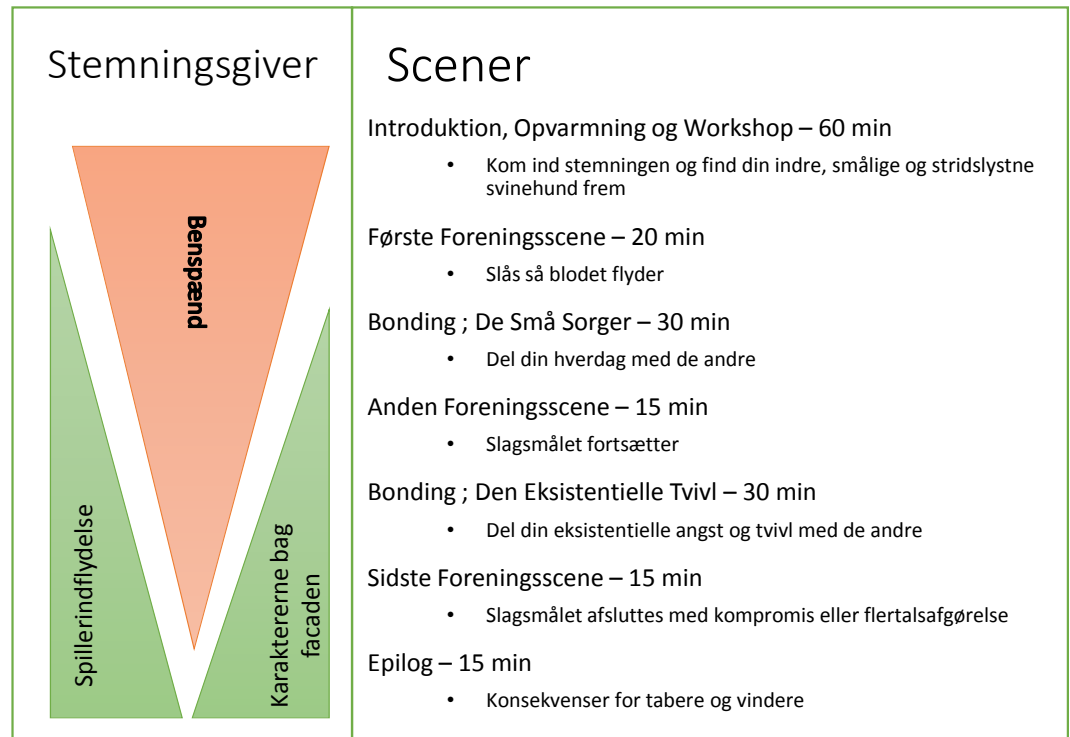 Stemningsgiver
Benspænd
Spillerindflydelse
Karaktererne bag
facaden
Scener
Introduktion, Opvarmning og Workshop – 60 min
• Kom ind stemningen og find din indre, smålige og stridslystne
svinehund frem
Første Foreningsscene – 20 min
• Slås så blodet flyder
Bonding ; De Små Sorger – 30 min
• Del din hverdag med de andre
Anden Foreningsscene – 15 min
• Slagsmålet fortsætter
Bonding ; Den Eksistentielle Tvivl – 30 min
• Del din eksistentielle angst og tvivl med de andre
Sidste Foreningsscene – 15 min
• Slagsmålet afsluttes med kompromis eller flertalsafgørelse
Epilog – 15 min
• Konsekvenser for tabere og vindere